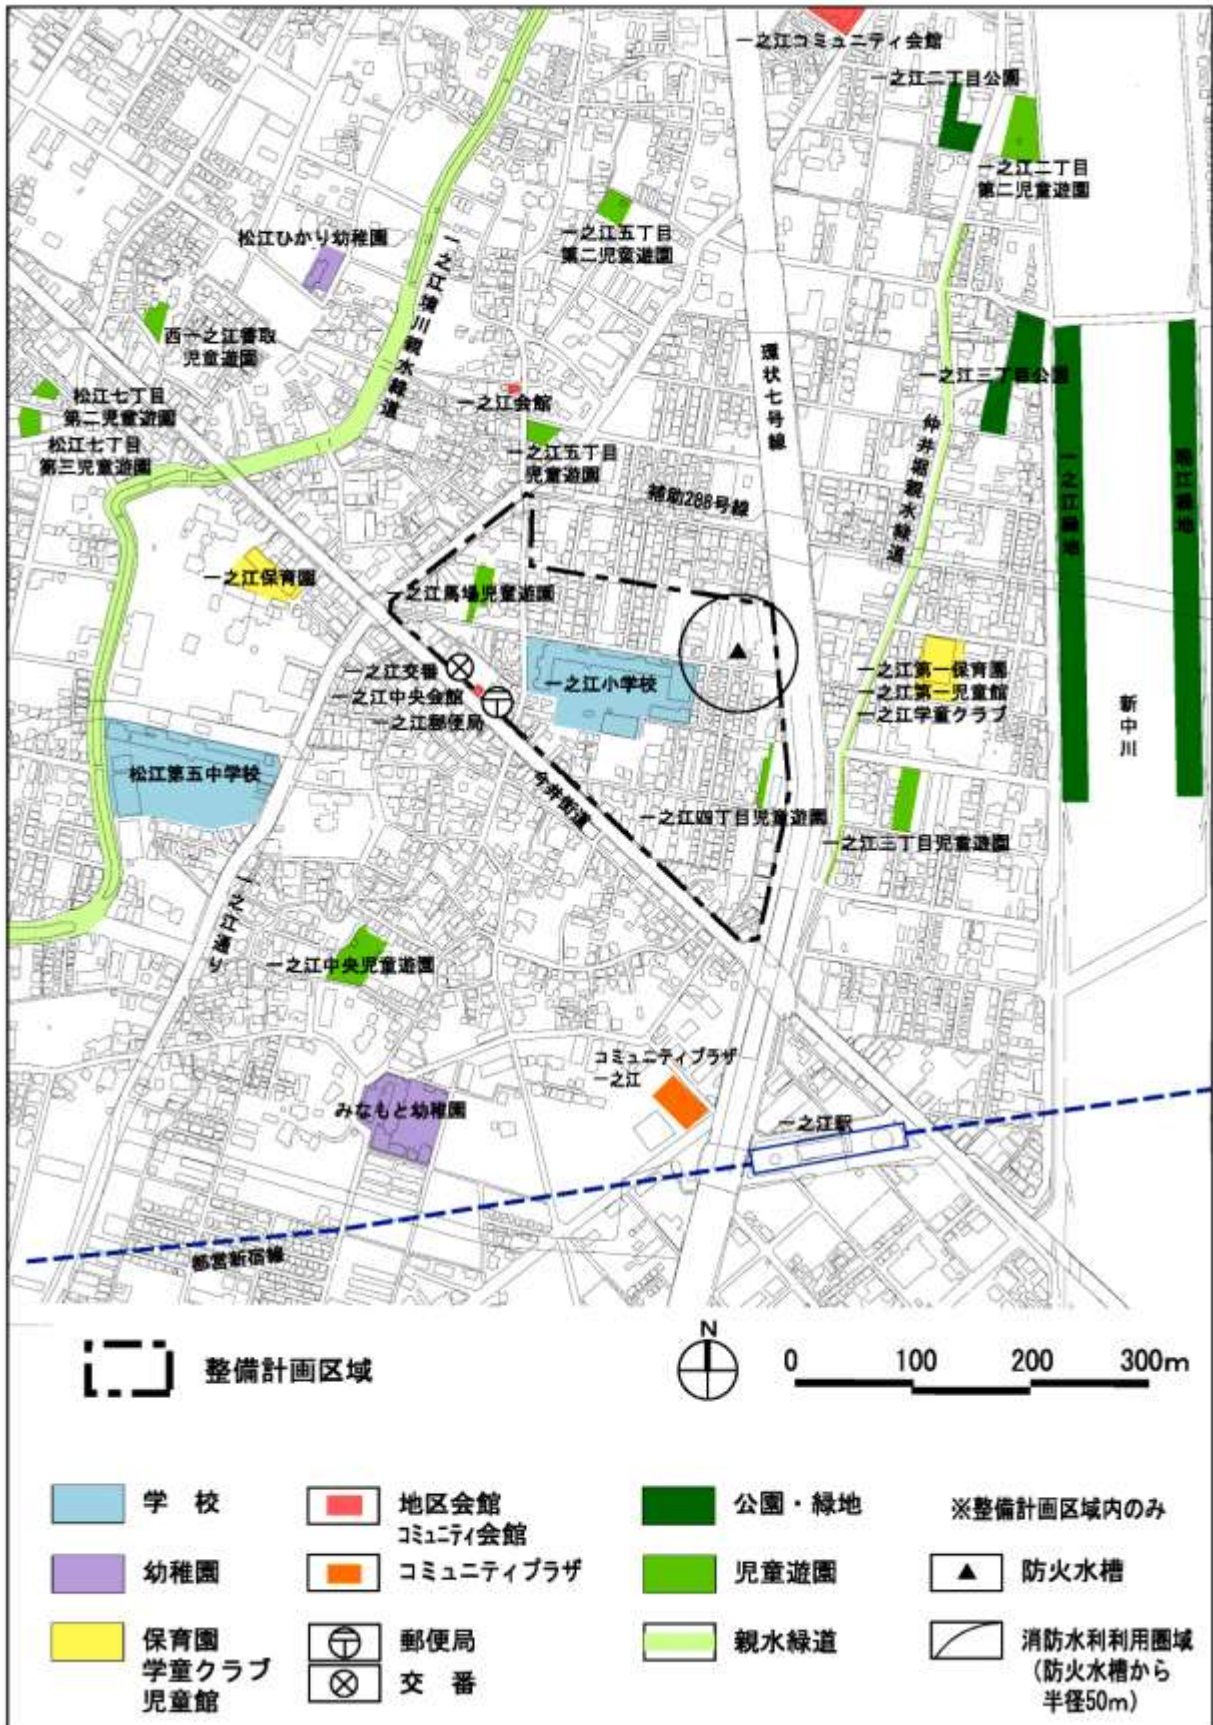 一之江コミュニティ会館
一之江二丁目公園
一之江二丁目
第二児童遊園
松江ひかり幼稚園
一之江五丁目
第二児童遊園
一之江境川親水緑道
西一之江香取
児童遊園
環状七号線
一之江三丁目公園
松江七丁目
第二児童遊園
一之江会館
松江七丁目
第三児童遊園
一之江五丁目
児童遊園
仲井堀親水緑道
補助288号線
一之江保育園
一之江馬場児童遊園
一之江交番
一之江中央会館
一之江郵便局
一之江小学校
一之江第一保育園
一之江第一児童館
一之江学童クラブ
新中川
松江第五中学校
今井街道
一之江四丁目児童遊園
一之江三丁目児童遊園
一之江通り
一之江中央児童遊園
コミュニティプラザ
一之江
みなもと幼稚園
一之江駅
都営新宿線
整備計画区域
N
0 100 200 300m
学 校
地区会館
コミュニティ会館
公園・緑地
※整備計画区域内のみ
幼稚園
コミュニティプラザ
児童遊園
防火水槽
保育園
学童クラブ
児童館
郵便局
交 番
親水緑道
消防水利利用圏域
(防火水槽から
半径50m)